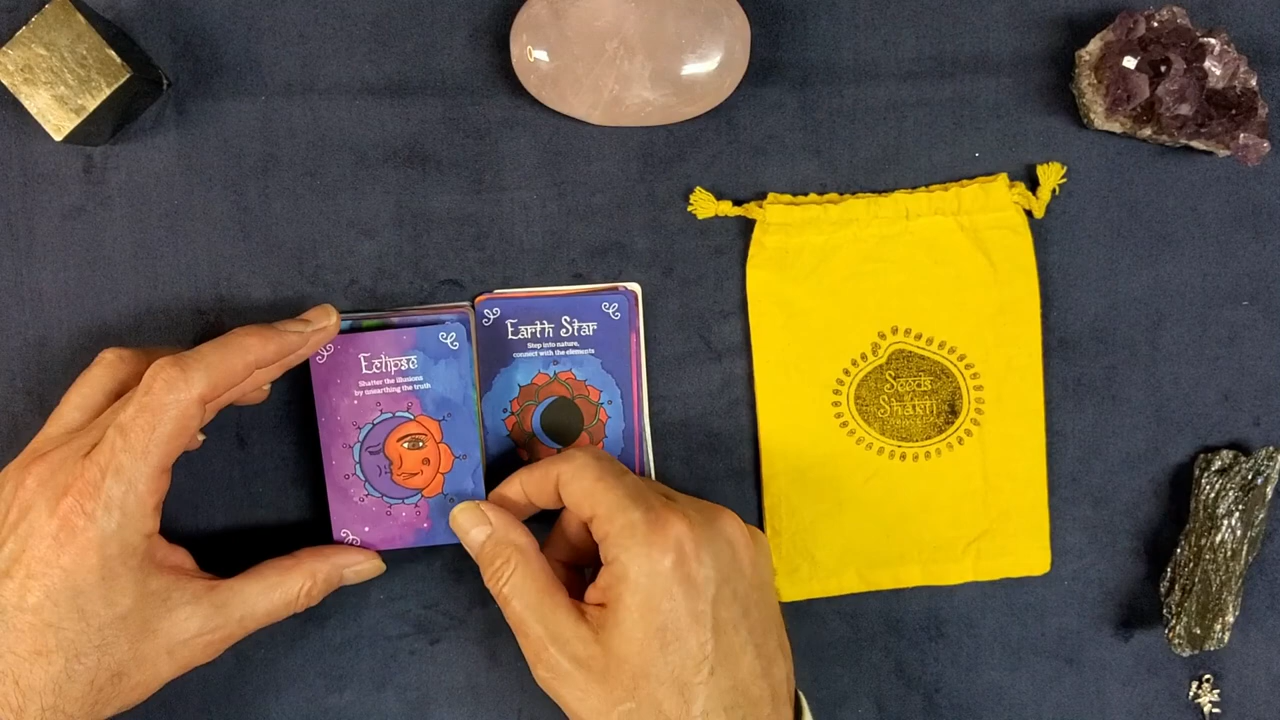 Eclipse
Shatter the illusions
by unearthing the truth
Earth Star
Step into nature,
connect with the elements
Seeds
of
Shakti